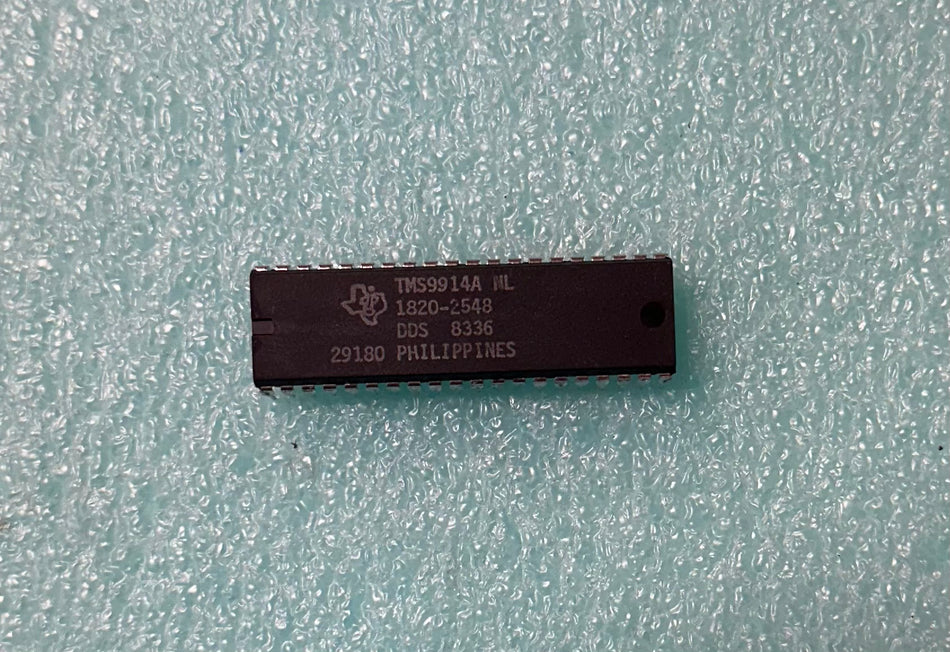 TMS9914A NL
1820-2548
DDS 8336
29180 PHILIPPINES